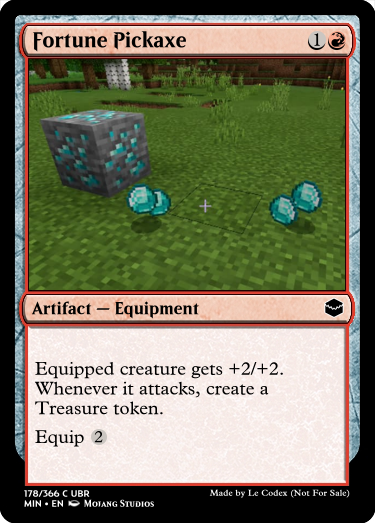 Fortune Pickaxe 1
Artifact — Equipment
Equipped creature gets +2/+2.
Whenever it attacks, create a
Treasure token.
Equip 2
178/366 C UBR
MIN • EN Mojang Studios
Made by Le Codex (Not For Sale)